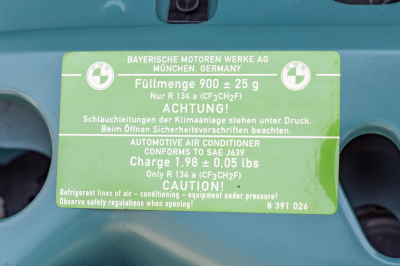 BAYERISCHE MOTOREN WERKE AG
MÜNCHEN, GERMANY
Füllmenge 900 ± 25 g
Nur R 134 a (CF3CH2F)
ACHTUNG!
Schlauchleitungen der Klimaanlage stehen unter Druck.
Beim Öffnen Sicherheitsvorschriften beachten.
AUTOMOTIVE AIR CONDITIONER
CONFORMS TO SAE J639
Charge 1.98 ± 0.05 lbs
Only R 134 a (CF3CH2F)
CAUTION!
Refrigerant lines of air - conditioning - equipment under pressure!
Observe safety regulations when opening!
8 391 026